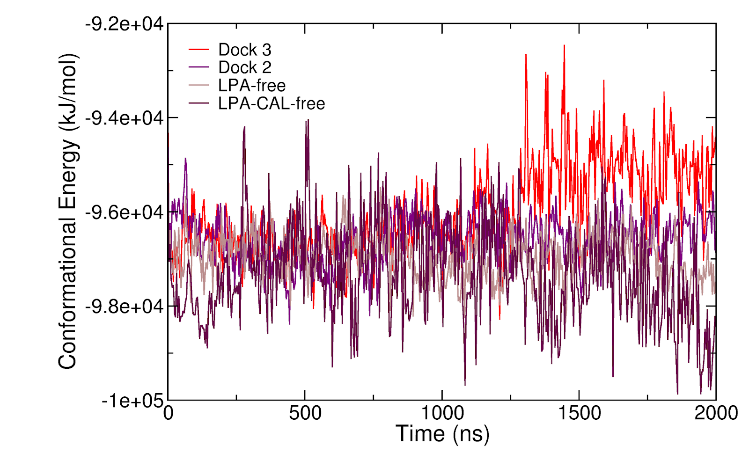 -9.2e+04
-9.4e+04
-9.6e+04
-9.8e+04
-1e+05
Conformational Energy (kJ/mol)
Dock 3
Dock 2
LPA-free
LPA-CAL-free
0
500
1000
1500
2000
Time (ns)